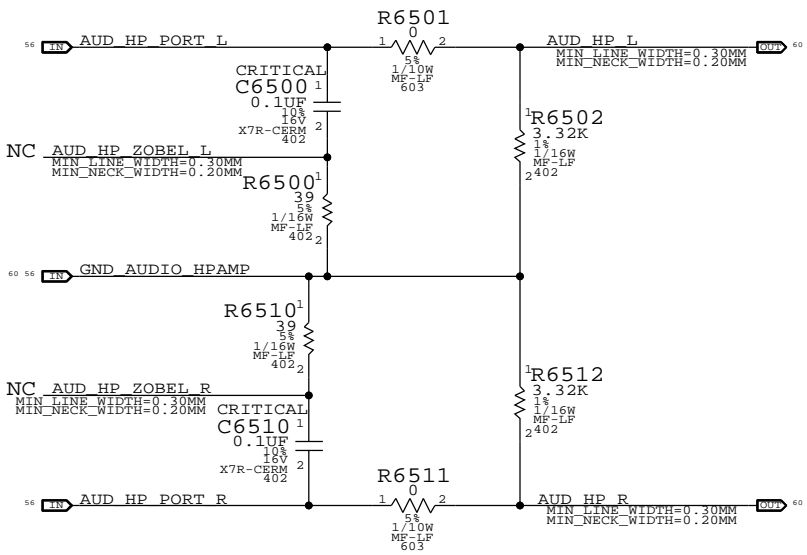 R6501
0
56 IN AUD_HP_PORT_L 1 2 AUD_HP_L OUT 60
5%
1/10W
MF-LF
603
MIN_LINE_WIDTH=0.30MM
MIN_NECK_WIDTH=0.20MM
CRITICAL
C6500 1
0.1UF
10%
16V 2
X7R-CERM
402
1
R6502
3.32K
1%
1/16W
MF-LF
2 402
NC AUD_HP_ZOBEL_L
MIN_LINE_WIDTH=0.30MM
MIN_NECK_WIDTH=0.20MM
R6500 1
39
5%
1/16W
MF-LF
402 2
60 56 IN GND_AUDIO_HPAMP
R6510 1
39
5%
1/16W
MF-LF
402 2
1 R6512
3.32K
1%
1/16W
MF-LF
2 402
NC AUD_HP_ZOBEL_R
MIN_LINE_WIDTH=0.30MM
MIN_NECK_WIDTH=0.20MM
CRITICAL
C6510 1
0.1UF
10%
16V 2
X7R-CERM
402
R6511
0
56 IN AUD_HP_PORT_R 1 2 AUD_HP_R OUT 60
5%
1/10W
MF-LF
603
MIN_LINE_WIDTH=0.30MM
MIN_NECK_WIDTH=0.20MM